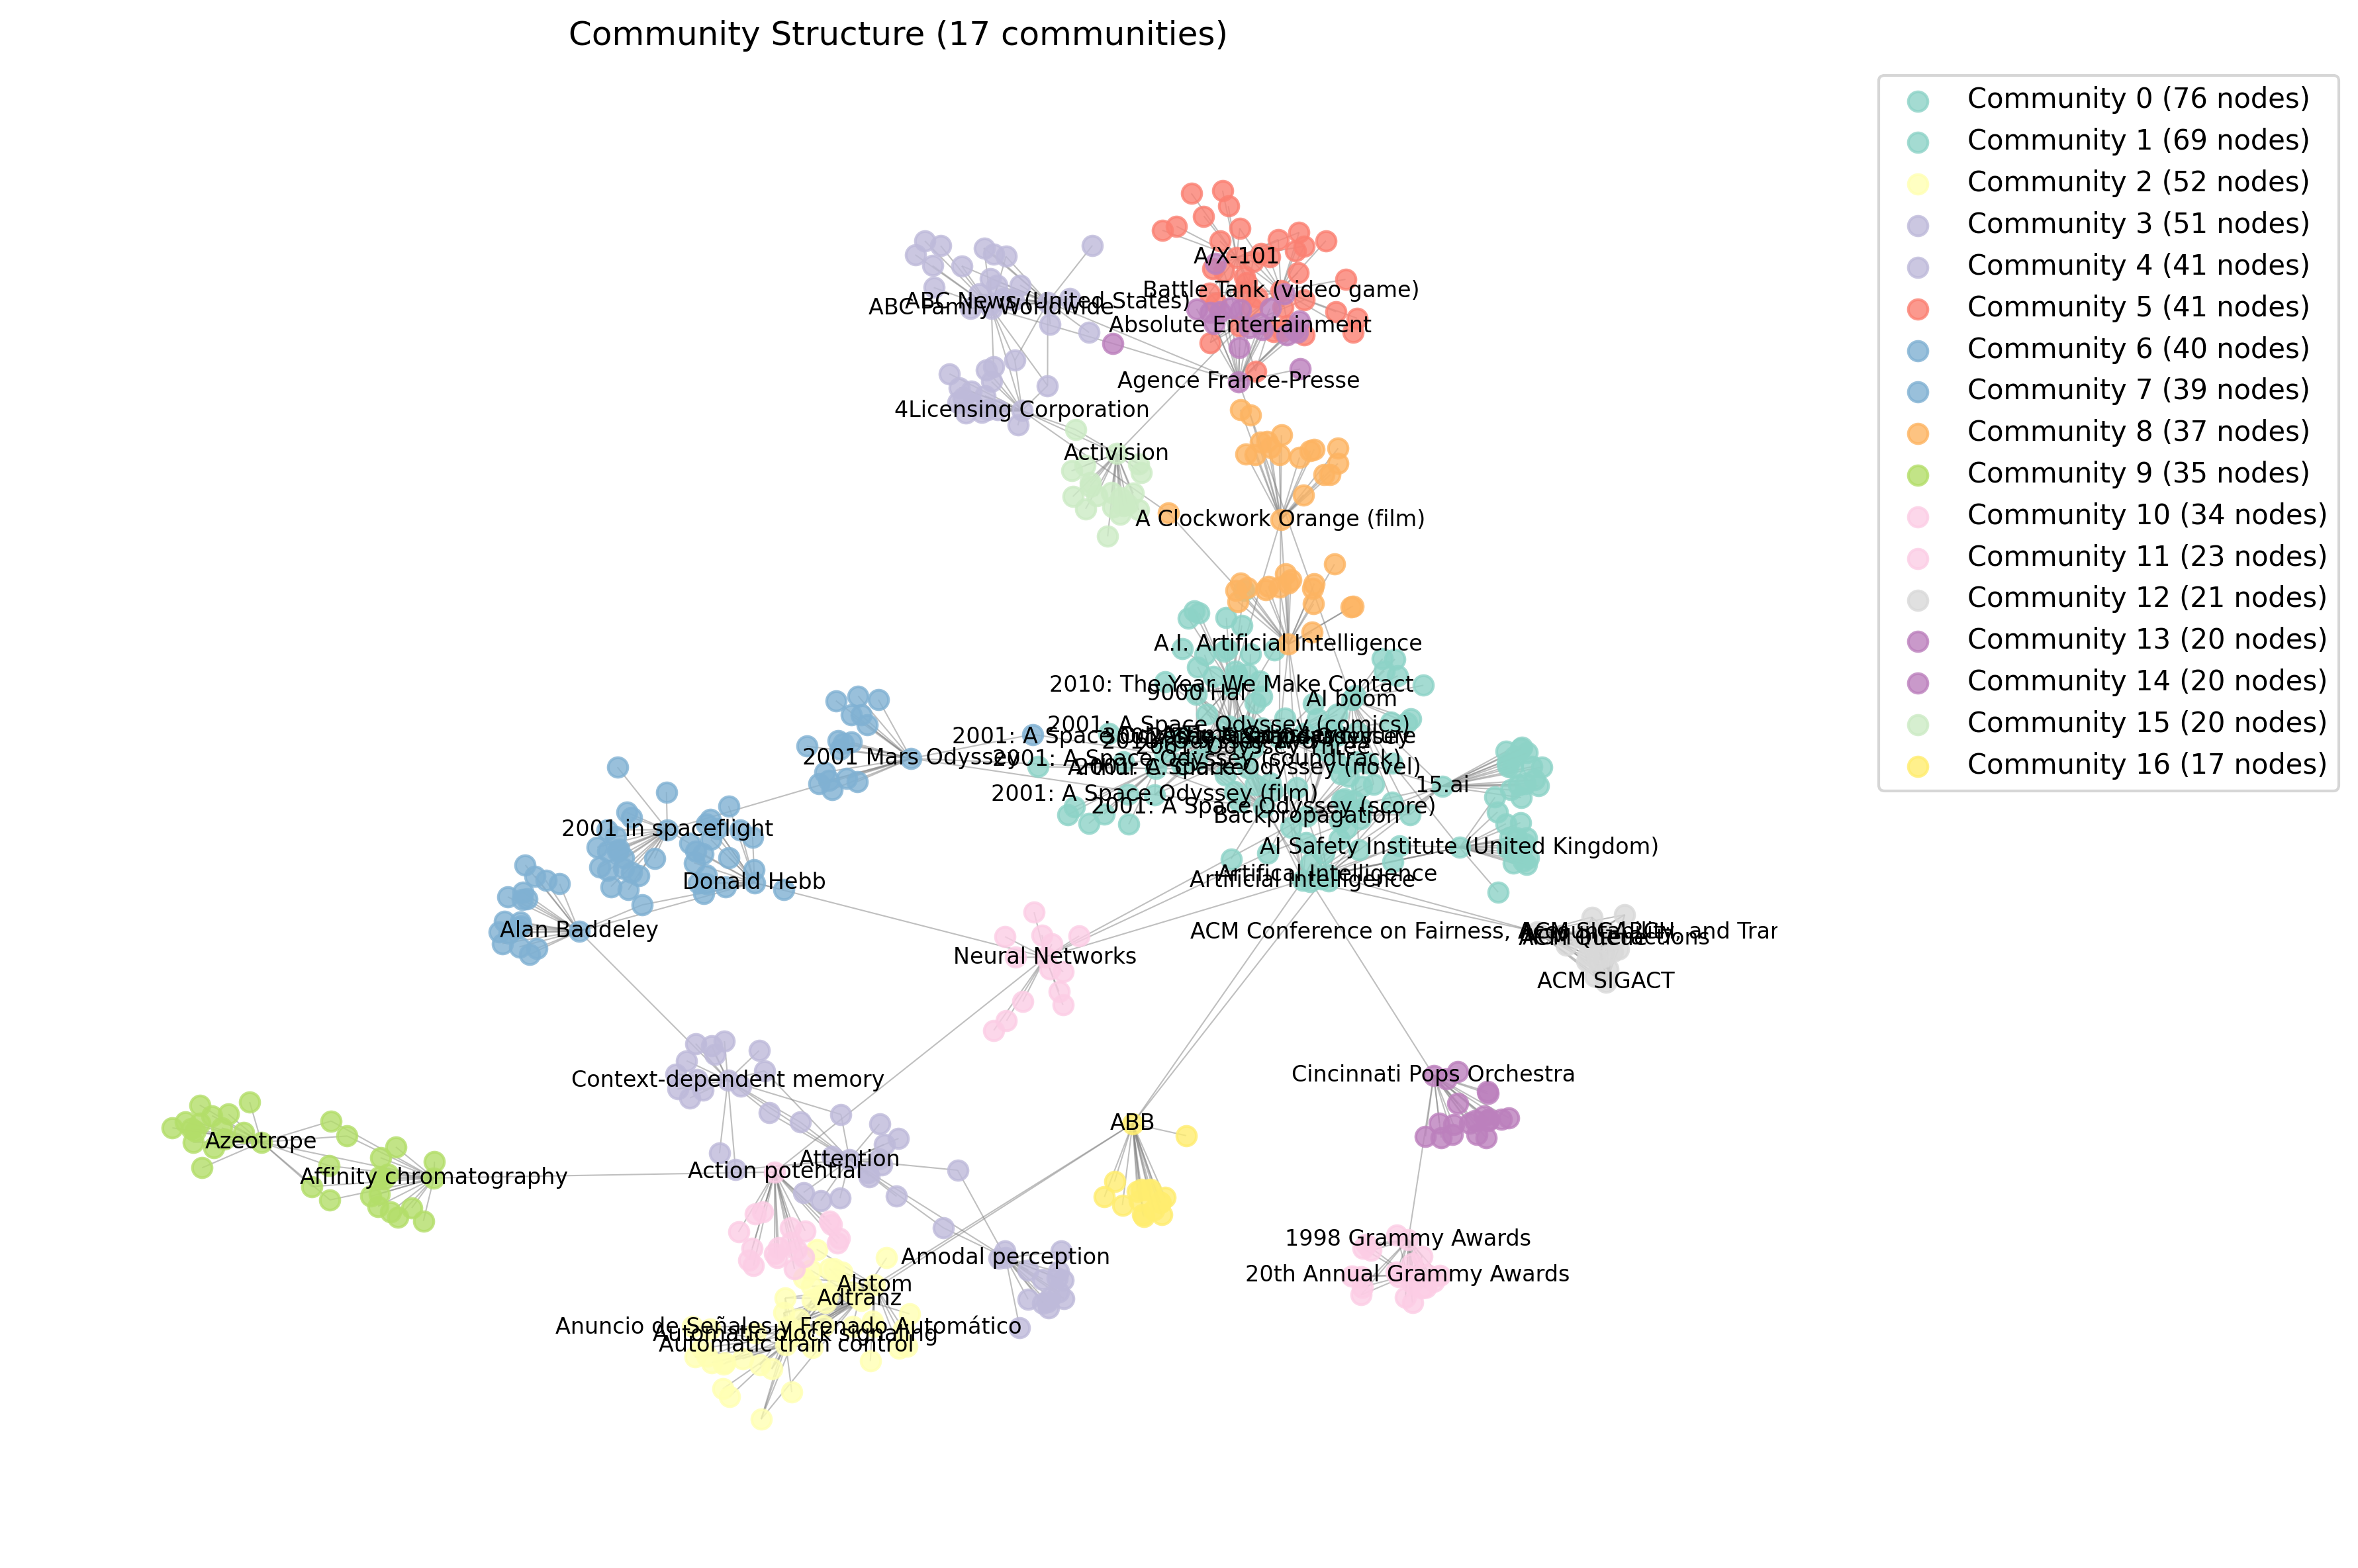 Community Structure (17 communities)
Community 0 (76 nodes)
Community 1 (69 nodes)
Community 2 (52 nodes)
Community 3 (51 nodes)
Community 4 (41 nodes)
Community 5 (41 nodes)
Community 6 (40 nodes)
Community 7 (39 nodes)
Community 8 (37 nodes)
Community 9 (35 nodes)
Community 10 (34 nodes)
Community 11 (23 nodes)
Community 12 (21 nodes)
Community 13 (20 nodes)
Community 14 (20 nodes)
Community 15 (20 nodes)
Community 16 (17 nodes)
A/X-101
Battle Tank (video game)
ABC News (United States)
ABC Family Worldwide
Absolute Entertainment
Agence France-Presse
4Licensing Corporation
Activision
A Clockwork Orange (film)
A.I. Artificial Intelligence
2010: The Year We Make Contact
9000 Hal
AI boom
2001: A Space Odyssey (comics)
2001: A Space
2001 Mars Odyssey
2001: A Space Odyssey (soundtrack)
Arthur C. Clarke
2001: A Space Odyssey (novel)
15.ai
2001: A Space Odyssey (film)
2001: A Space Odyssey (score)
Backpropagation
2001 in spaceflight
AI Safety Institute (United Kingdom)
Artifical Intelligence
Artificial Intelligence
Donald Hebb
Alan Baddeley
ACM Conference on Fairness, Accountability, and Trar
ACM SIGARCH
ACM Queue
Neural Networks
ACM SIGACT
Context-dependent memory
Cincinnati Pops Orchestra
ABB
Azeotrope
Attention
Affinity chromatography
Action potential
1998 Grammy Awards
Amodal perception
20th Annual Grammy Awards
Alstom
Adtranz
Anuncio de Señales y Frenado Automático
Automatic block signaling
Automatic train control